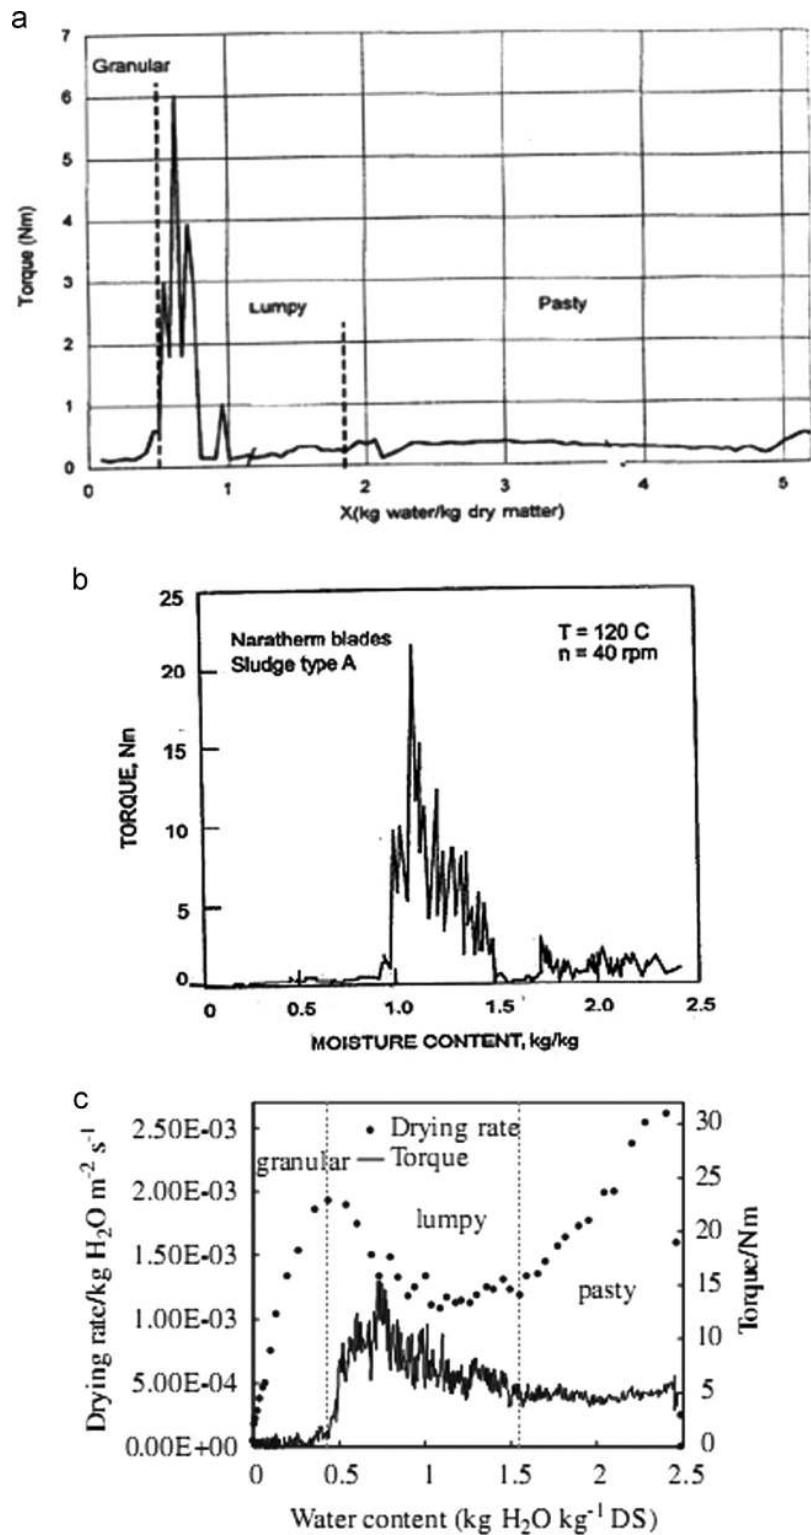 a
7
Granular
6
5
4
3
2
1
0
Torque (Nm)
Lumpy
Pasty
0 1 2 3 4 5
X(kg water/kg dry matter)
b
25
20
15
10
5
0
TORQUE, Nm
Naratherm blades
Sludge type A
T = 120 C
n = 40 rpm
0 0.5 1.0 1.5 2.0 2.5
MOISTURE CONTENT, kg/kg
c
2.50E-03
2.00E-03
1.50E-03
1.00E-03
5.00E-04
0.00E+00
Drying rate/kg H₂O m⁻² s⁻¹
Drying rate
granular
Torque
lumpy
pasty
30
25
20
15
10
5
0
Torque/Nm
0 0.5 1 1.5 2 2.5
Water content (kg H₂O kg⁻¹ DS)